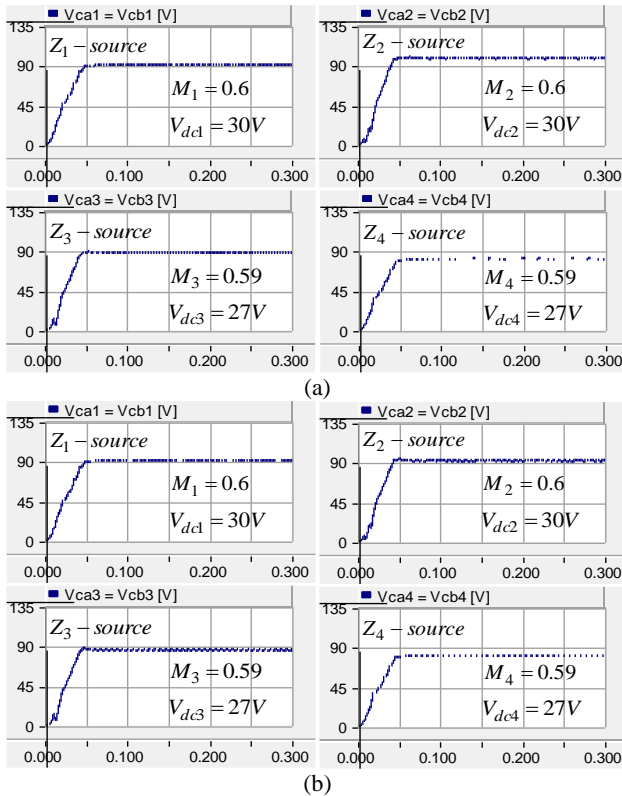 Vca1 = Vcb1 [V]
135
90
45
0
Z1 – source
M1 = 0.6
Vdc1 = 30V
0.000 0.100 0.200 0.300
Vca2 = Vcb2 [V]
135
90
45
0
Z2 – source
M2 = 0.6
Vdc2 = 30V
0.000 0.100 0.200 0.300
Vca3 = Vcb3 [V]
135
90
45
0
Z3 – source
M3 = 0.59
Vdc3 = 27V
0.000 0.100 0.200 0.300
Vca4 = Vcb4 [V]
135
90
45
0
Z4 – source
M4 = 0.59
Vdc4 = 27V
0.000 0.100 0.200 0.300
(a)
Vca1 = Vcb1 [V]
135
90
45
0
Z1 – source
M1 = 0.6
Vdc1 = 30V
0.000 0.100 0.200 0.300
Vca2 = Vcb2 [V]
135
90
45
0
Z2 – source
M2 = 0.6
Vdc2 = 30V
0.000 0.100 0.200 0.300
Vca3 = Vcb3 [V]
135
90
45
0
Z3 – source
M3 = 0.59
Vdc3 = 27V
0.000 0.100 0.200 0.300
Vca4 = Vcb4 [V]
135
90
45
0
Z4 – source
M4 = 0.59
Vdc4 = 27V
0.000 0.100 0.200 0.300
(b)